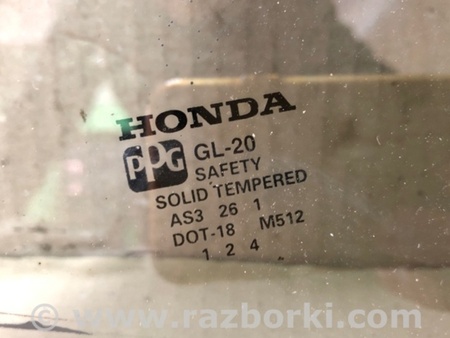 HONDA
PPG GL-20
SAFETY
SOLID TEMPERED
AS3 26 1
DOT-18 M512
1 2 4
© www.razborki.com